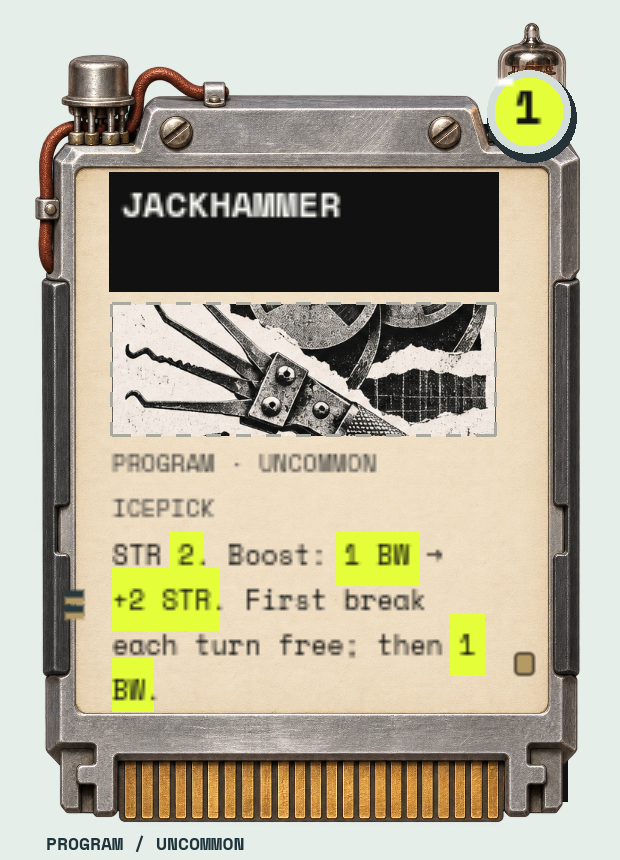 1
JACKHAMMER
PROGRAM · UNCOMMON
ICEPICK
STR 2. Boost: 1 BW →
+2 STR. First break
each turn free; then 1
BW.
PROGRAM / UNCOMMON